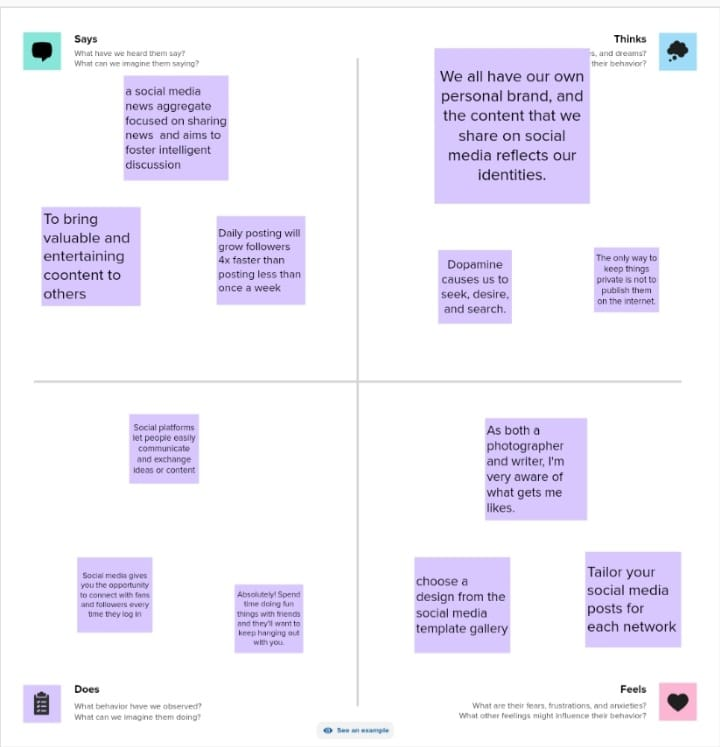 Says
What have we heard them say?
What can we imagine them saying?
a social media
news aggregate
focused on sharing
news and aims to
foster intelligent
discussion
To bring
valuable and
entertaining
coontent to
others
Daily posting will
grow followers
4x faster than
posting less than
once a week
Thinks
and dreams?
their behavior?
We all have our own
personal brand, and
the content that we
share on social
media reflects our
identities.
Dopamine
causes us to
seek, desire,
and search.
The only way to
keep things
private is not to
publish them
on the internet.
Social platforms
let people easily
communicate
and exchange
ideas or content
Social media gives
you the opportunity
to connect with fans
and followers every
time they log in
Absolutely! Spend
time doing fun
things with friends
and they'll want to
keep hanging out
with you.
Does
What behavior have we observed?
What can we imagine them doing?
As both a
photographer
and writer, I'm
very aware of
what gets me
likes.
choose a
design from the
social media
template gallery
Tailor your
social media
posts for
each network
Feels
What are their fears, frustrations, and anxieties?
What other feelings might influence their behavior?
See an example